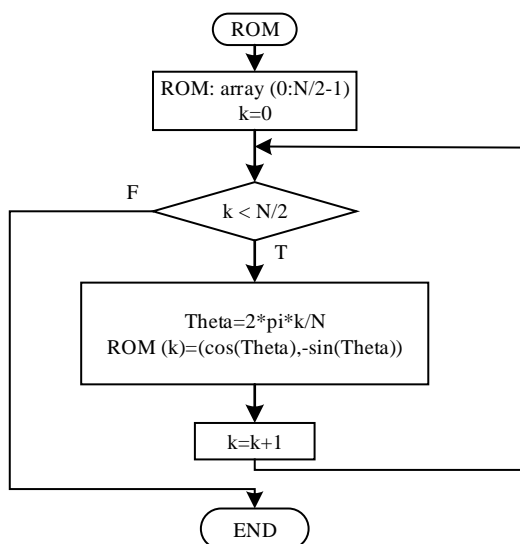 ROM
ROM: array (0:N/2-1)
k=0
F
k < N/2
T
Theta=2*pi*k/N
ROM (k)=(cos(Theta),-sin(Theta))
k=k+1
END